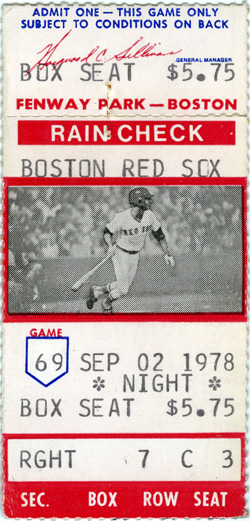 ADMIT ONE—THIS GAME ONLY
SUBJECT TO CONDITIONS ON BACK
Haywood C Sullivan
GENERAL MANAGER
BOX SEAT $5.75
FENWAY PARK—BOSTON
RAIN CHECK
BOSTON RED SOX
RED SOX
GAME
69 SEP 02 1978
* NIGHT *
BOX SEAT $5.75
RGHT 7 C 3
SEC. BOX ROW SEAT